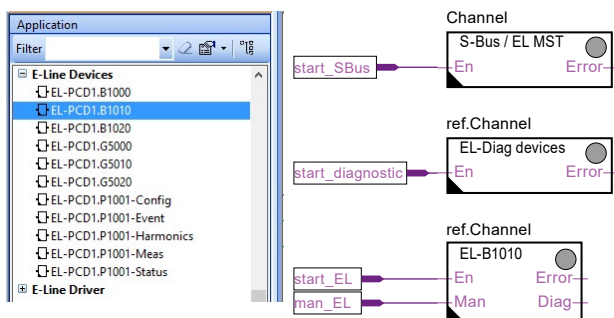 Application
Filter
E-Line Devices
EL-PCD1.B1000
EL-PCD1.B1010
EL-PCD1.B1020
EL-PCD1.G5000
EL-PCD1.G5010
EL-PCD1.G5020
EL-PCD1.P1001-Config
EL-PCD1.P1001-Event
EL-PCD1.P1001-Harmonics
EL-PCD1.P1001-Meas
EL-PCD1.P1001-Status
E-Line Driver
Channel
S-Bus / EL MST
start_SBus En Error
ref.Channel
EL-Diag devices
start_diagnostic En Error
ref.Channel
EL-B1010
start_EL En Error
man_EL Man Diag